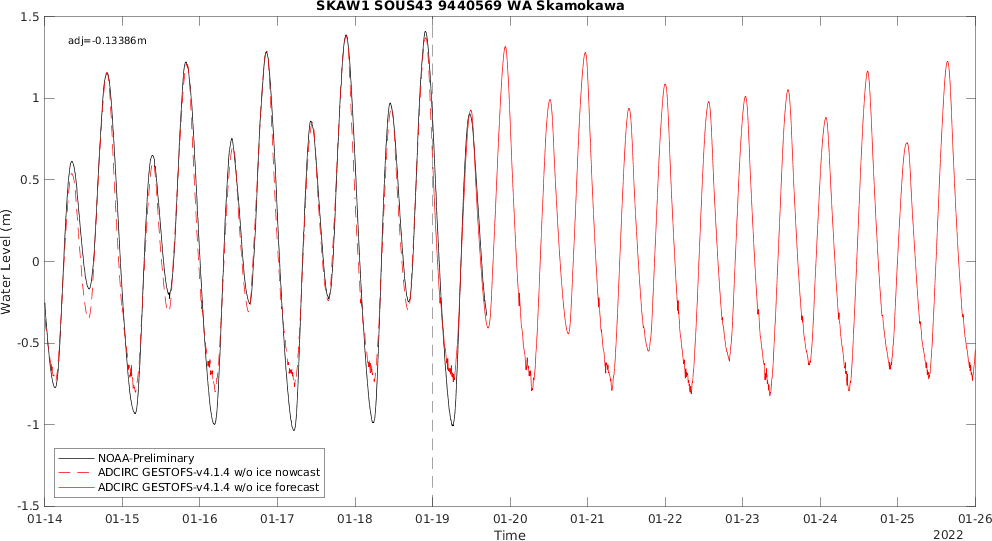 SKAW1 SOUS43 9440569 WA Skamokawa
adj=-0.13386m
1.5
1
0.5
0
-0.5
-1
-1.5
Water Level (m)
NOAA-Preliminary
ADCIRC GESTOFS-v4.1.4 w/o ice nowcast
ADCIRC GESTOFS-v4.1.4 w/o ice forecast
01-14 01-15 01-16 01-17 01-18 01-19 01-20 01-21 01-22 01-23 01-24 01-25 01-26
Time
2022